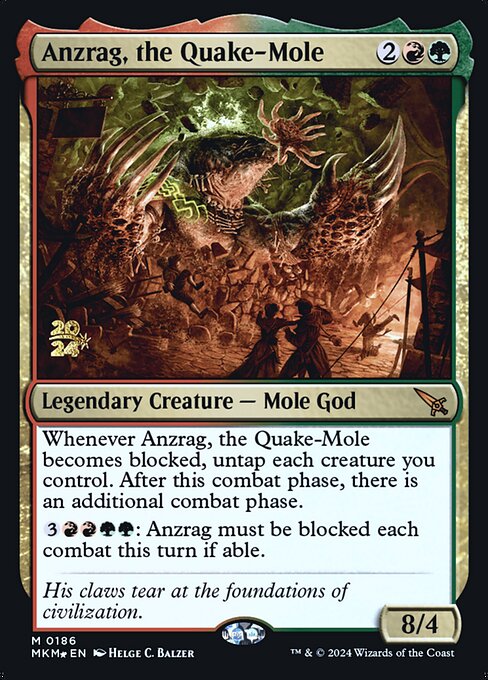 Anzrag, the Quake-Mole 2
2024
Legendary Creature — Mole God
Whenever Anzrag, the Quake-Mole
becomes blocked, untap each creature you
control. After this combat phase, there is
an additional combat phase.
3: Anzrag must be blocked each
combat this turn if able.
His claws tear at the foundations of
civilization.
8/4
M 0186
MKM★EN Helge C. Balzer
™ & © 2024 Wizards of the Coast